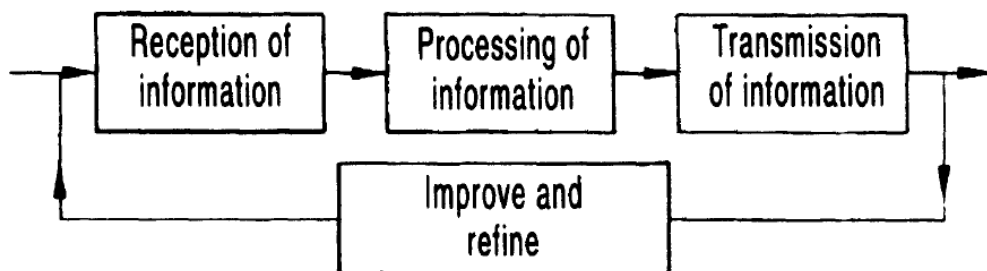 Reception of
information
Processing of
information
Transmission
of information
Improve and
refine